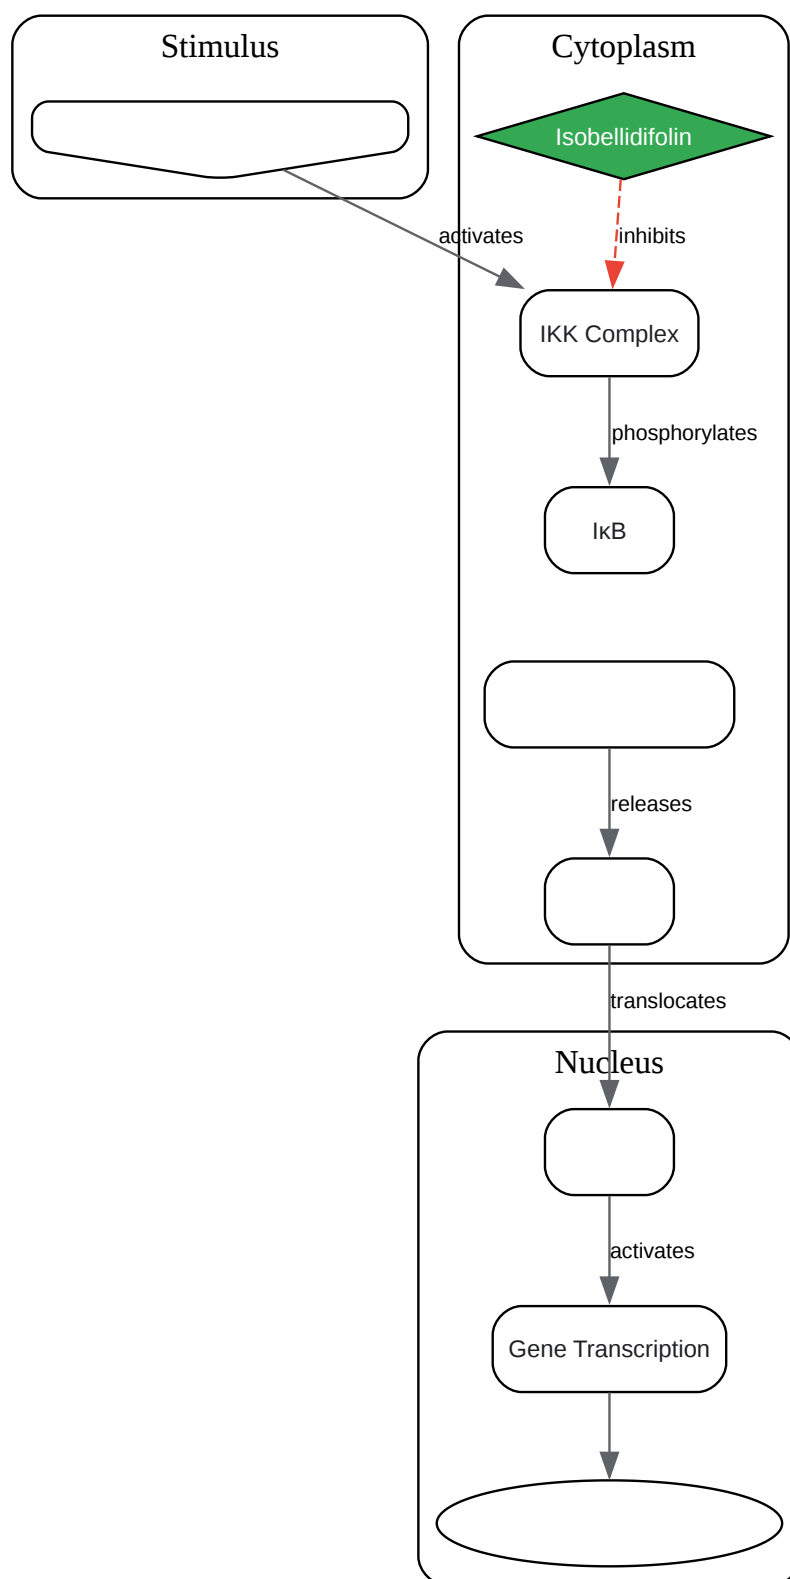 Stimulus
Cytoplasm
Isobellidifolin
activates
inhibits
IKK Complex
phosphorylates
IκB
releases
translocates
Nucleus
activates
Gene Transcription